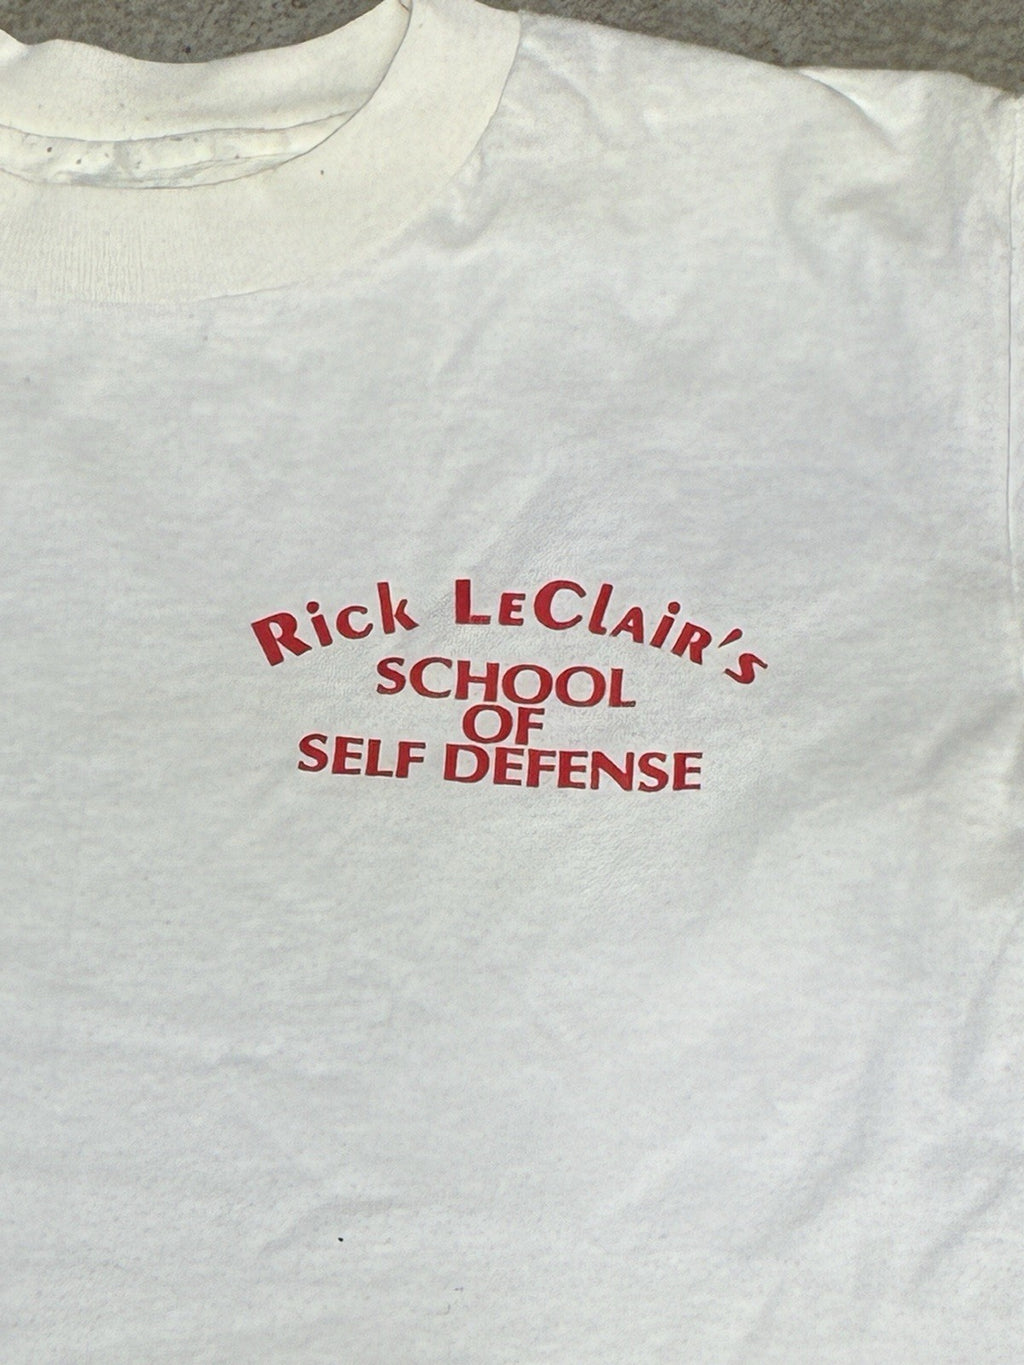 Rick LeClair's
SCHOOL
OF
SELF DEFENSE